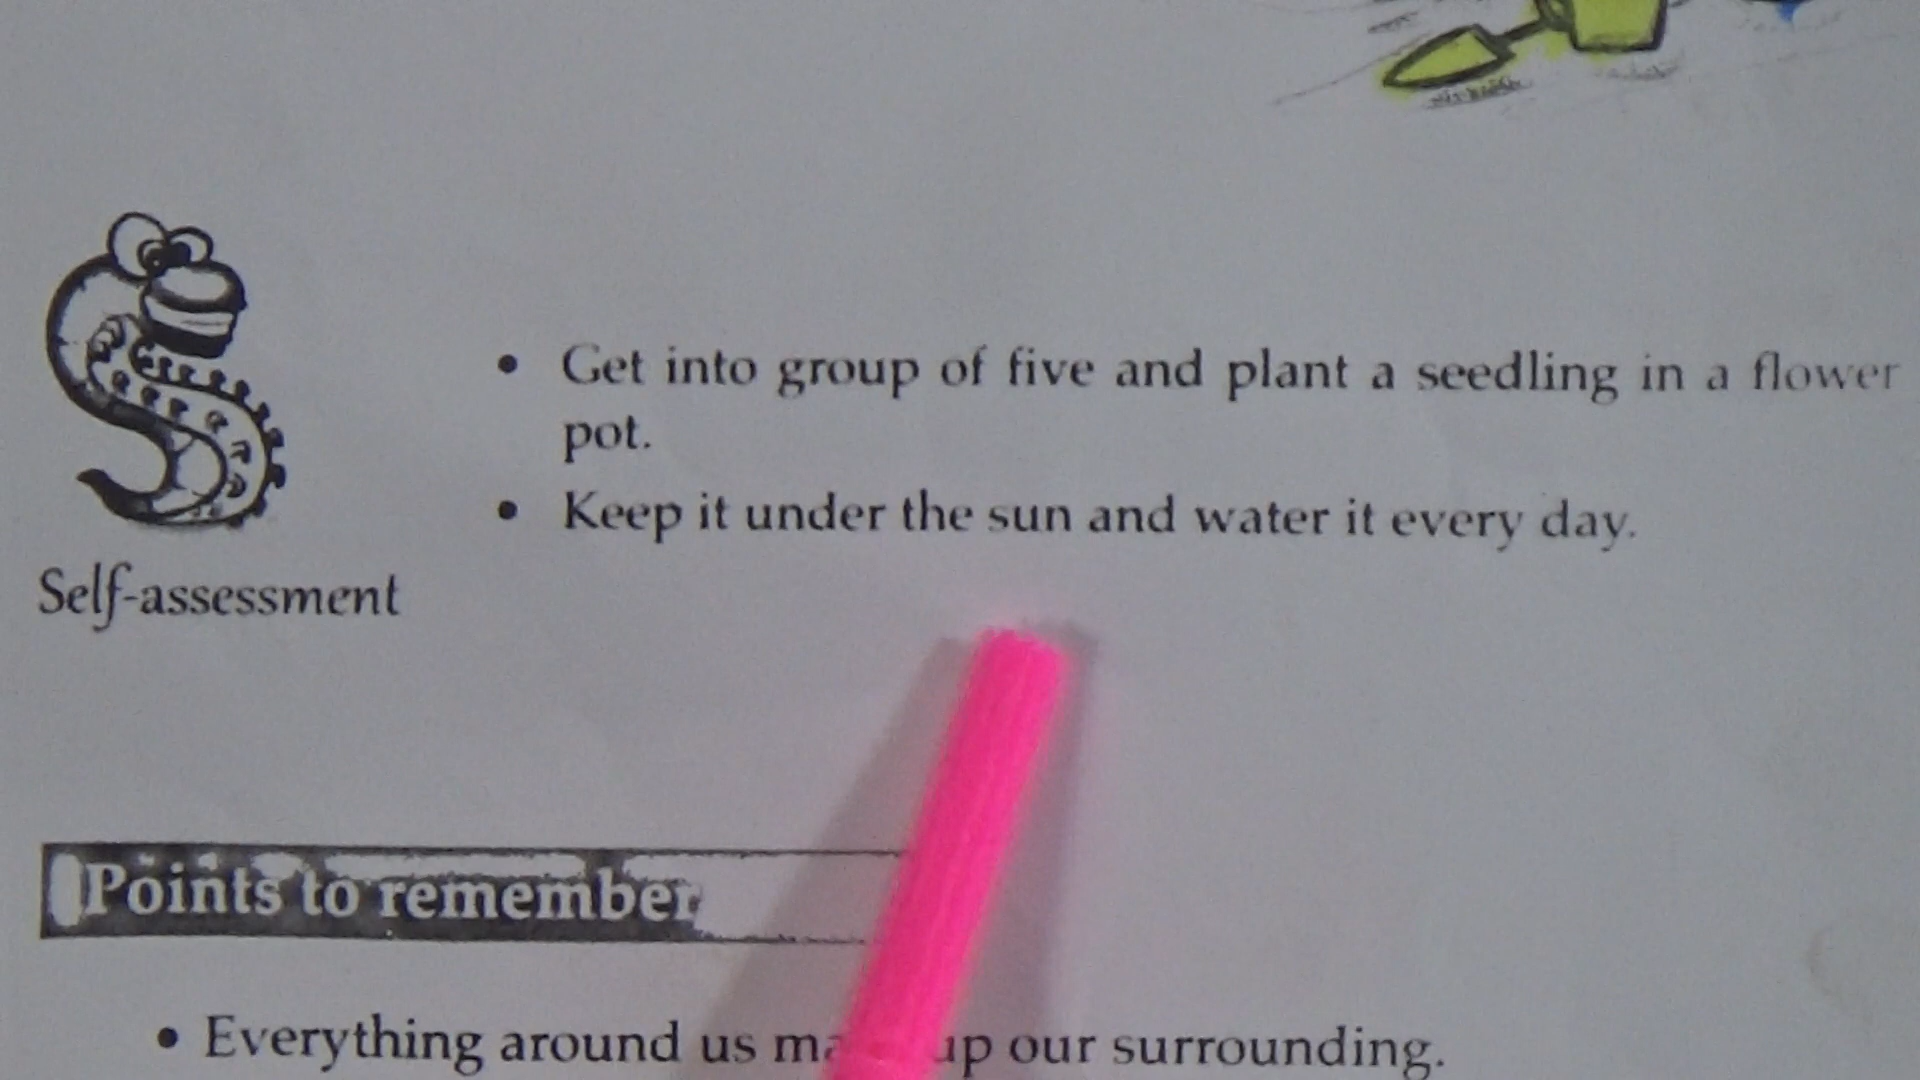 • Get into group of five and plant a seedling in a flower
pot.
• Keep it under the sun and water it every day.
Self-assessment
Points to remember
• Everything around us up our surrounding.